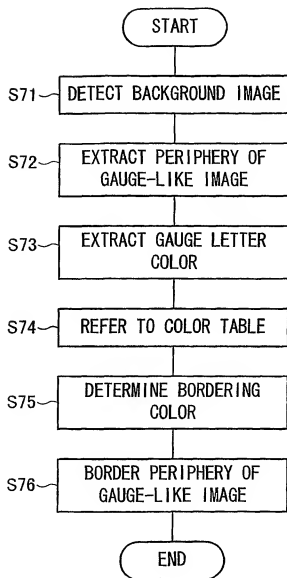 START
S71
DETECT BACKGROUND IMAGE
S72
EXTRACT PERIPHERY OF
GAUGE-LIKE IMAGE
S73
EXTRACT GAUGE LETTER
COLOR
S74
REFER TO COLOR TABLE
S75
DETERMINE BORDERING
COLOR
S76
BORDER PERIPHERY OF
GAUGE-LIKE IMAGE
END